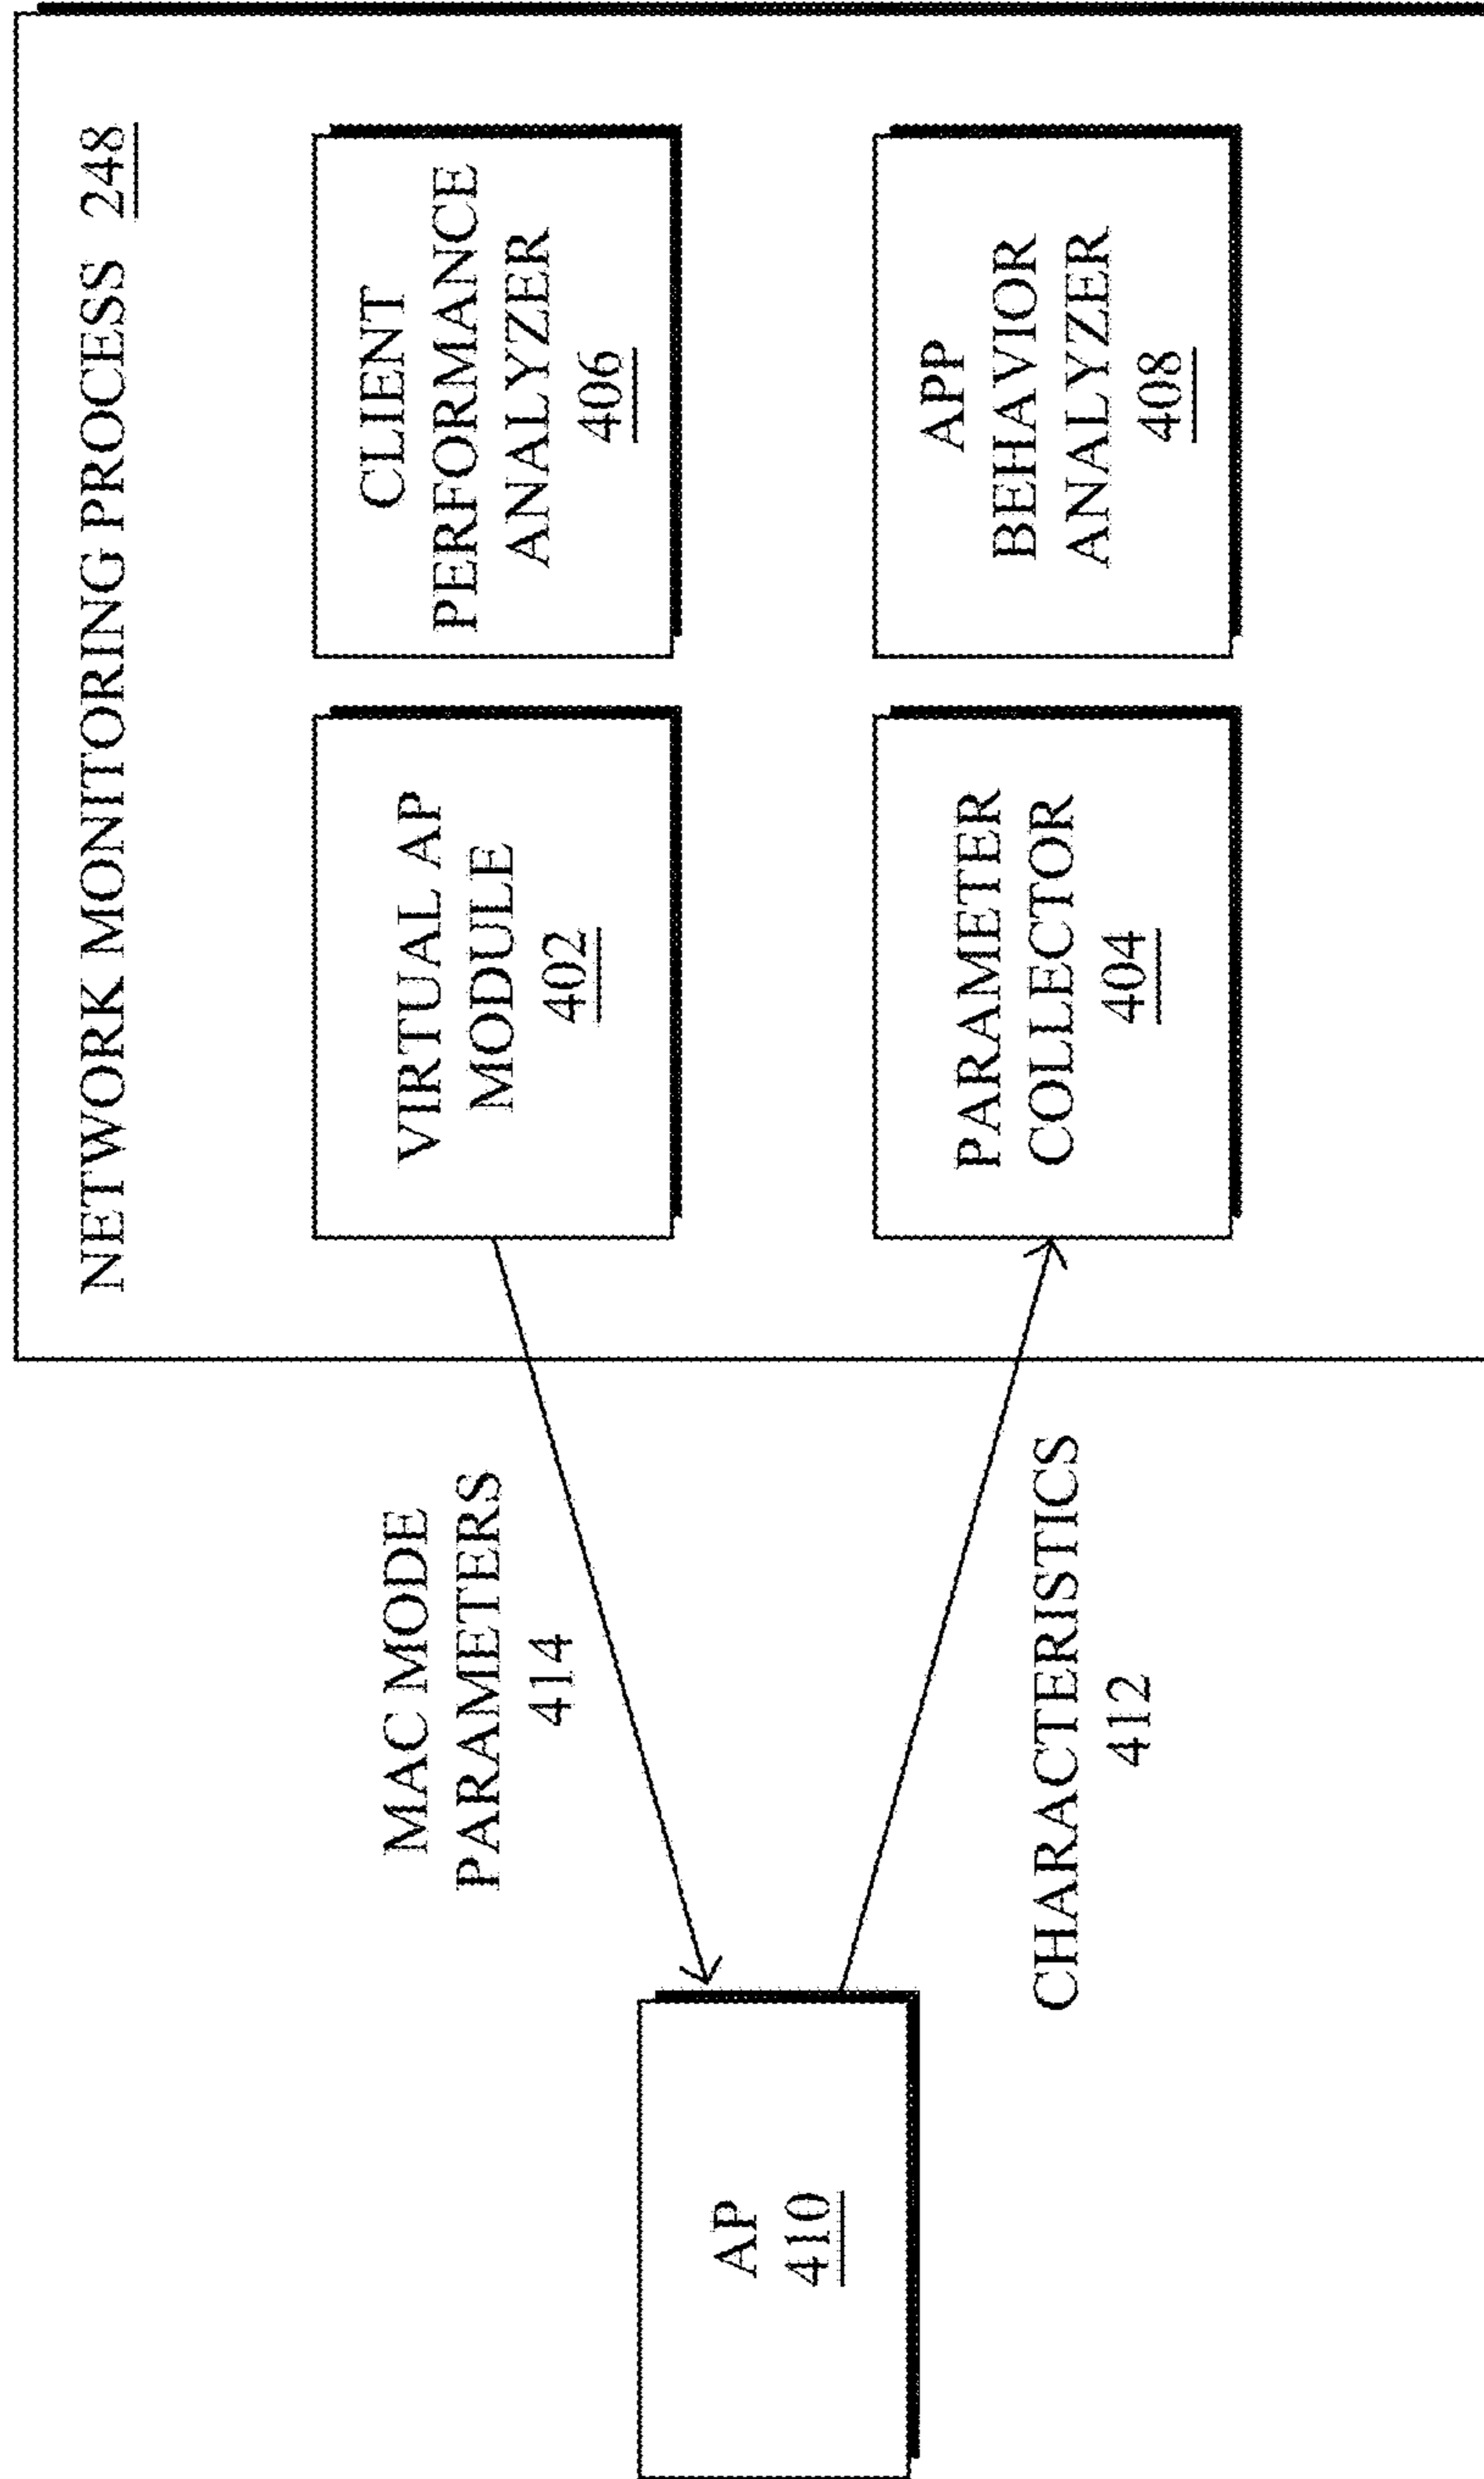 NETWORK MONITORING PROCESS 248
VIRTUAL AP
MODULE
402
CLIENT
PERFORMANCE
ANALYZER
406
MAC MODE
PARAMETERS
414
AP
410
CHARACTERISTICS
412
PARAMETER
COLLECTOR
404
APP
BEHAVIOR
ANALYZER
408